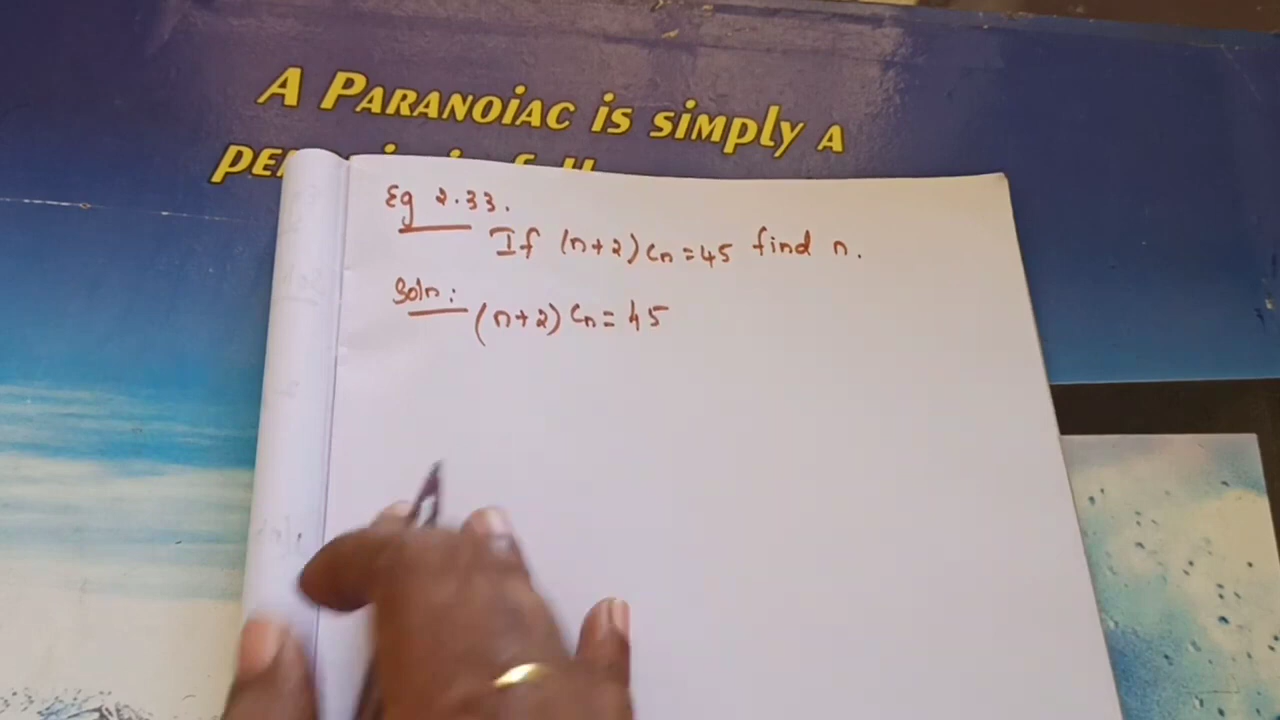 A Paranoiac is simply a
Eg 2.33.
If (n+2)Cn=45 find n.
Soln:
(n+2)Cn=45